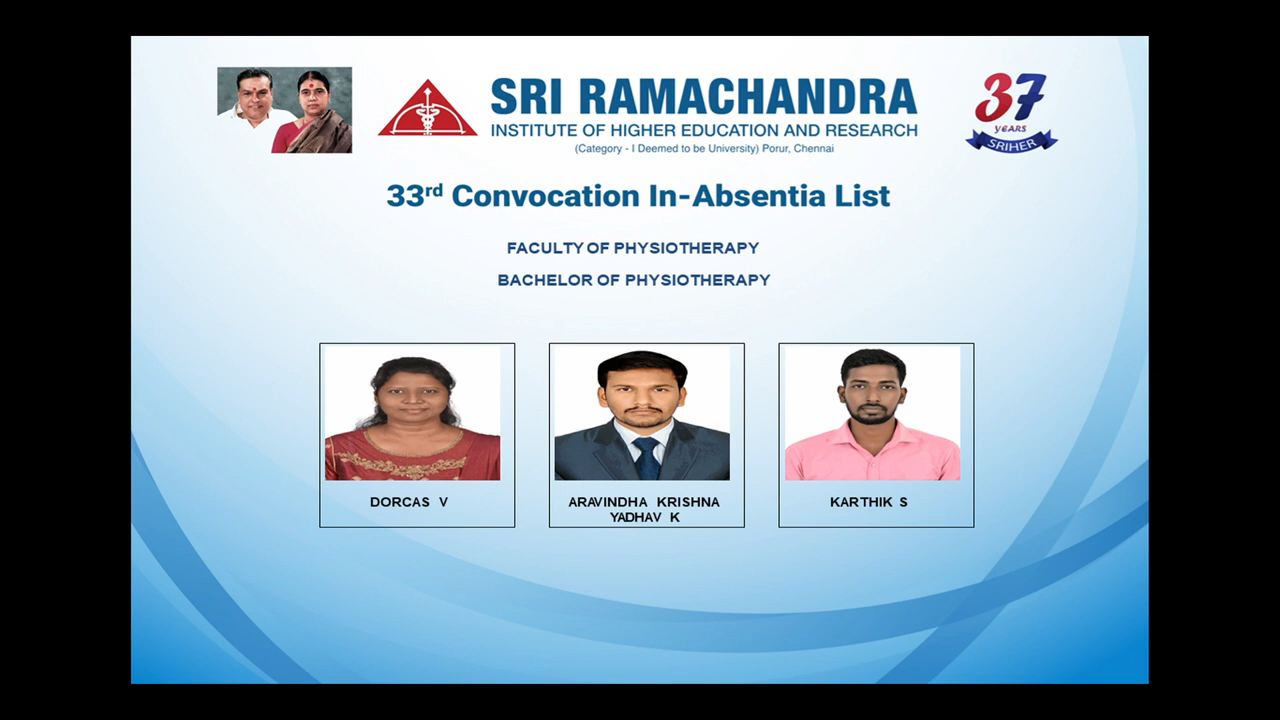 SRI RAMACHANDRA
INSTITUTE OF HIGHER EDUCATION AND RESEARCH
(Category - I Deemed to be University) Porur, Chennai
37
YEARS
SRIHER
33rd Convocation In-Absentia List
FACULTY OF PHYSIOTHERAPY
BACHELOR OF PHYSIOTHERAPY
DORCAS V
ARAVINDHA KRISHNA
YADHAV K
KARTHIK S